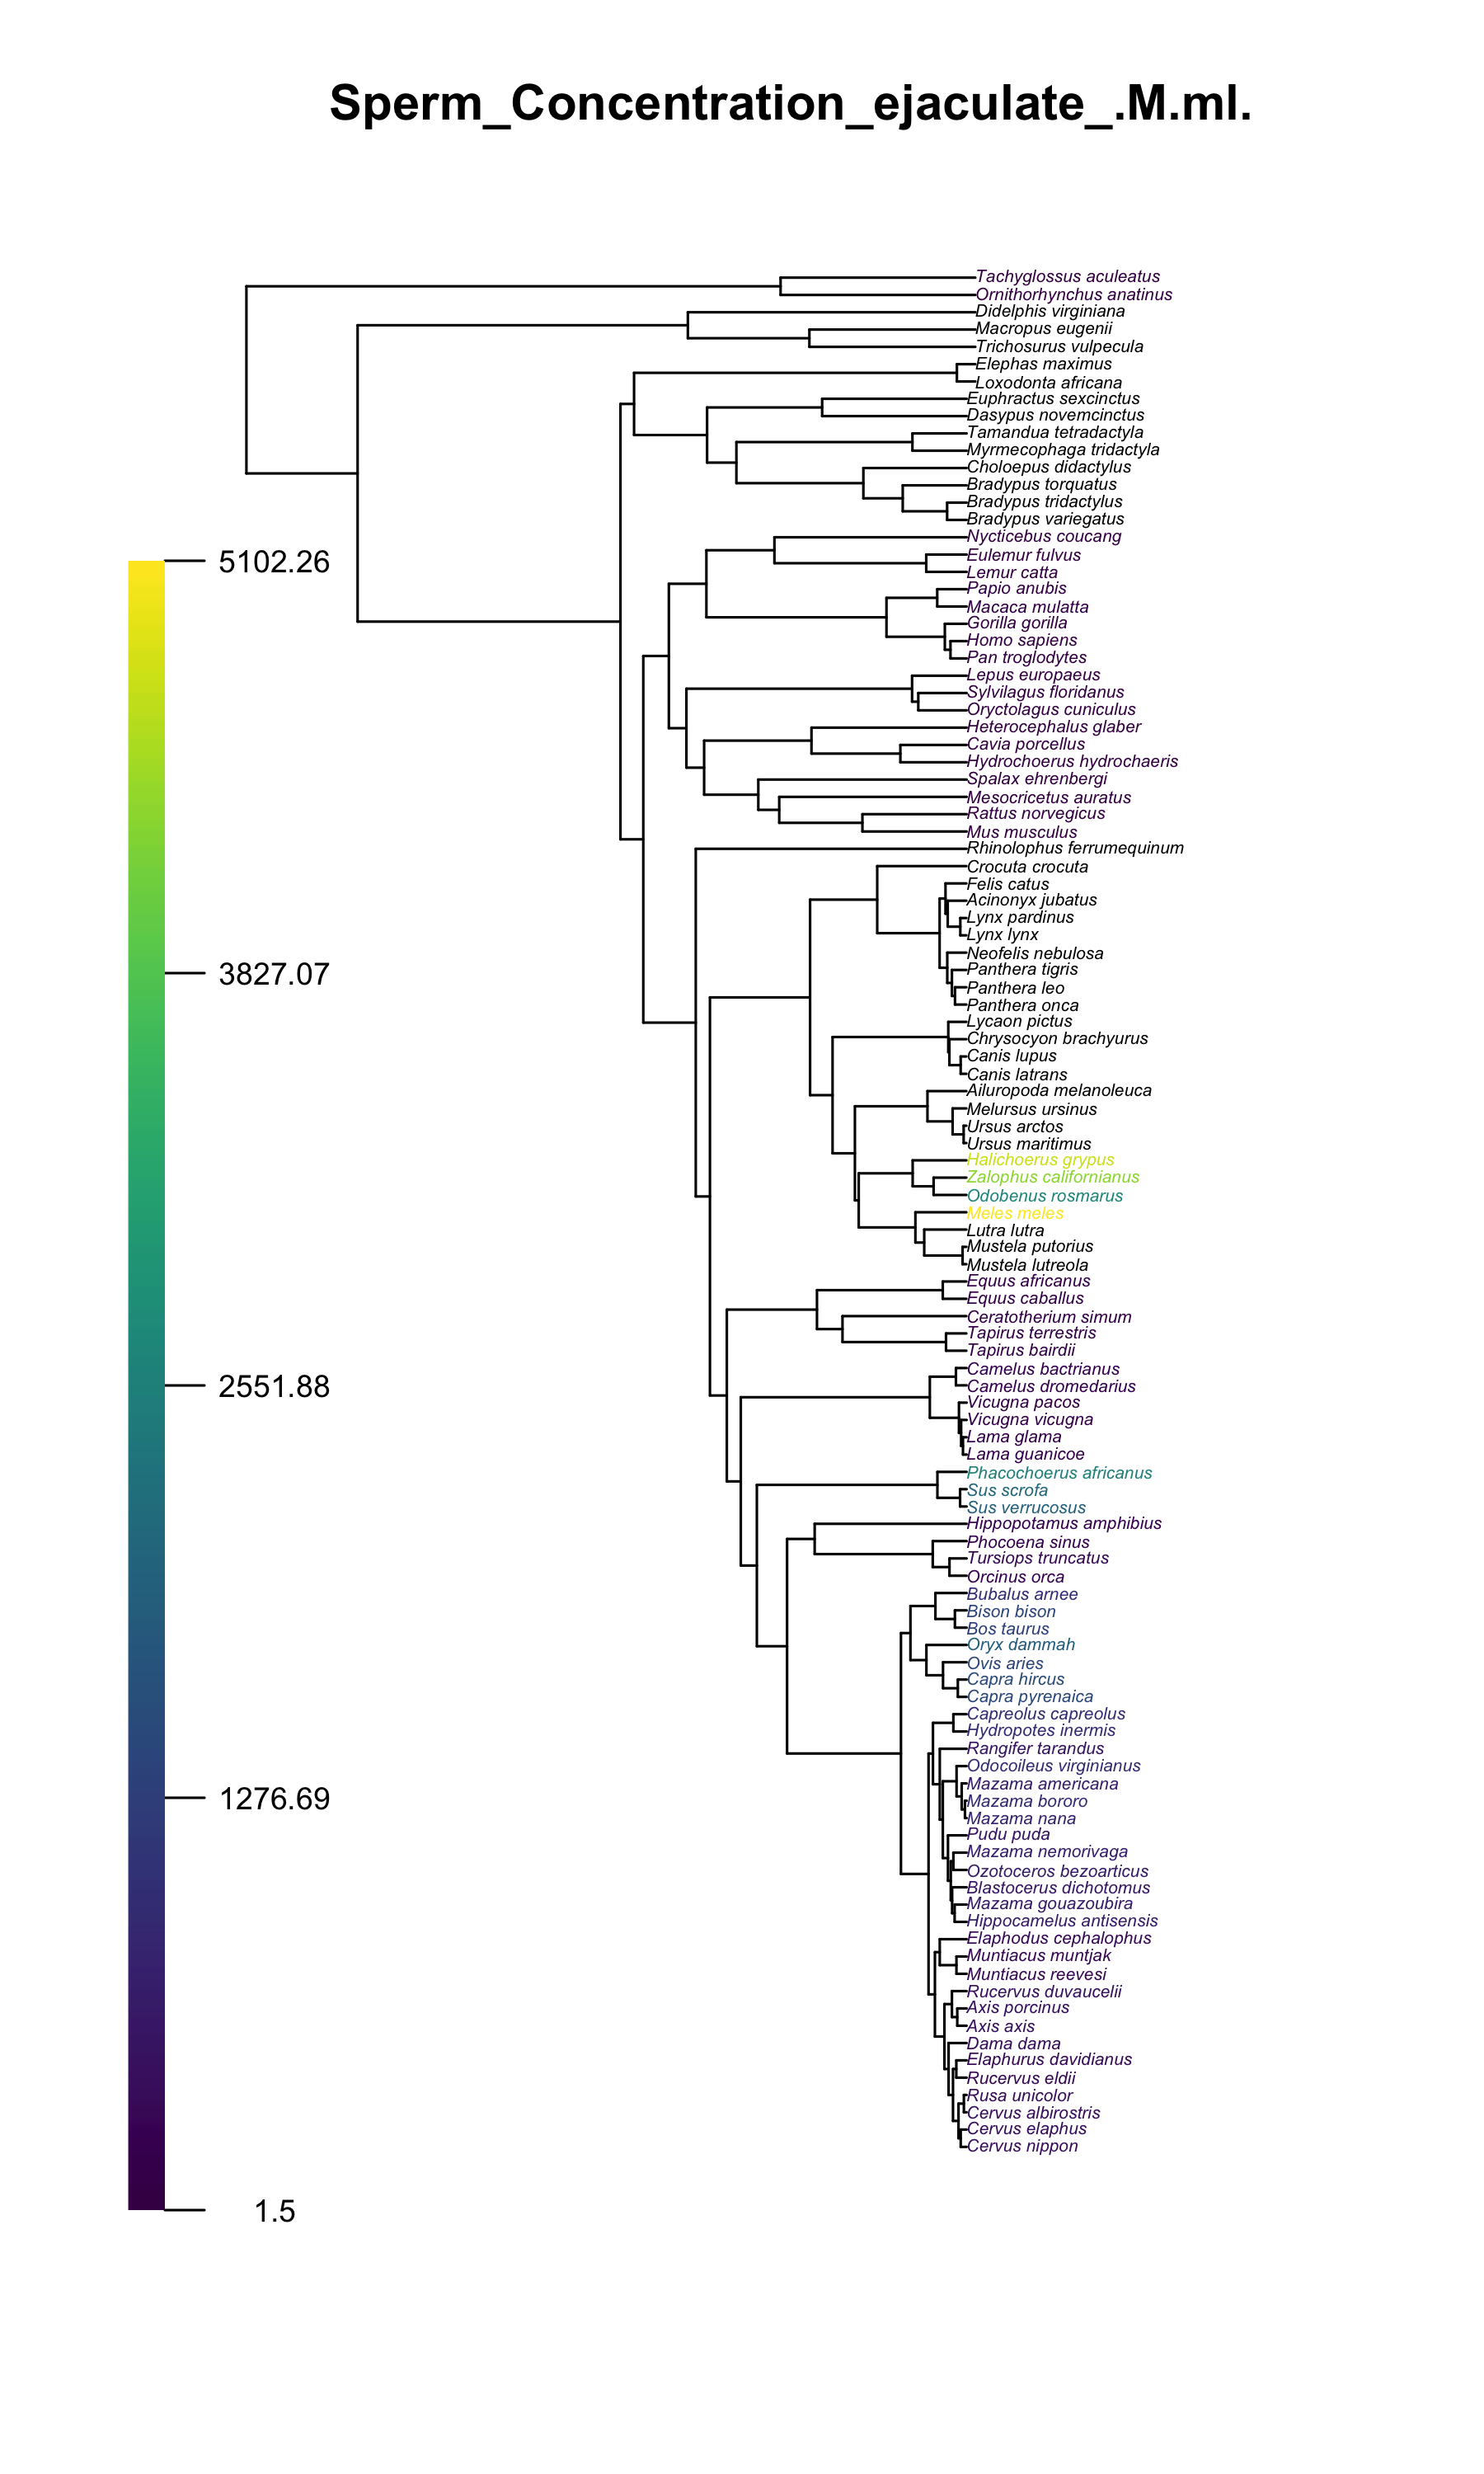 Sperm_Concentration_ejaculate_.M.ml.
Tachyglossus aculeatus
Ornithorhynchus anatinus
Didelphis virginiana
Macropus eugenii
Trichosurus vulpecula
Elephas maximus
Loxodonta africana
Euphractus sexcinctus
Dasypus novemcinctus
Tamandua tetradactyla
Myrmecophaga tridactyla
Choloepus didactylus
Bradypus torquatus
Bradypus tridactylus
Bradypus variegatus
Nycticebus coucang
Eulemur fulvus
Lemur catta
Papio anubis
Macaca mulatta
Gorilla gorilla
Homo sapiens
Pan troglodytes
Lepus europaeus
Sylvilagus floridanus
Oryctolagus cuniculus
Heterocephalus glaber
Cavia porcellus
Hydrochoerus hydrochaeris
Spalax ehrenbergi
Mesocricetus auratus
Rattus norvegicus
Mus musculus
Rhinolophus ferrumequinum
Crocuta crocuta
Felis catus
Acinonyx jubatus
Lynx pardinus
Lynx lynx
Neofelis nebulosa
Panthera tigris
Panthera leo
Panthera onca
Lycaon pictus
Chrysocyon brachyurus
Canis lupus
Canis latrans
Ailuropoda melanoleuca
Melursus ursinus
Ursus arctos
Ursus maritimus
Halichoerus grypus
Zalophus californianus
Odobenus rosmarus
Meles meles
Lutra lutra
Mustela putorius
Mustela lutreola
Equus africanus
Equus caballus
Ceratotherium simum
Tapirus terrestris
Tapirus bairdii
Camelus bactrianus
Camelus dromedarius
Vicugna pacos
Vicugna vicugna
Lama glama
Lama guanicoe
Phacochoerus africanus
Sus scrofa
Sus verrucosus
Hippopotamus amphibius
Phocoena sinus
Tursiops truncatus
Orcinus orca
Bubalus arnee
Bison bison
Bos taurus
Oryx dammah
Ovis aries
Capra hircus
Capra pyrenaica
Capreolus capreolus
Hydropotes inermis
Rangifer tarandus
Odocoileus virginianus
Mazama americana
Mazama bororo
Mazama nana
Pudu puda
Mazama nemorivaga
Ozotoceros bezoarticus
Blastocerus dichotomus
Mazama gouazoubira
Hippocamelus antisensis
Elaphodus cephalophus
Muntiacus muntjak
Muntiacus reevesi
Rucervus duvaucelii
Axis porcinus
Axis axis
Dama dama
Elaphurus davidianus
Rucervus eldii
Rusa unicolor
Cervus albirostris
Cervus elaphus
Cervus nippon
5102.26
3827.07
2551.88
1276.69
1.5